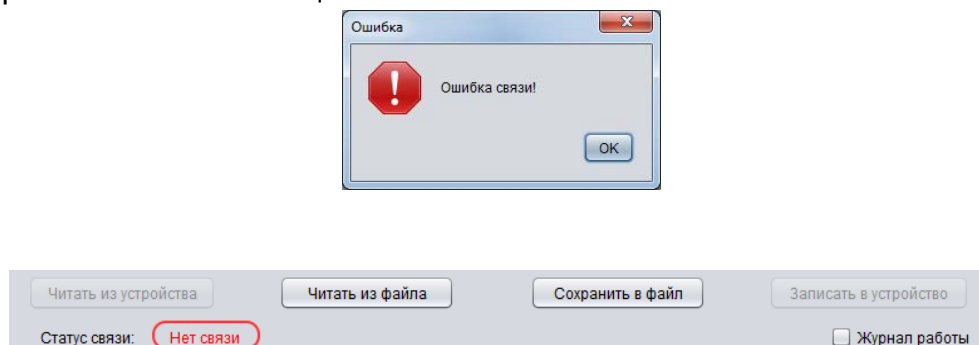 Ошибка
Ошибка связи!
OK
Читать из устройства
Читать из файла
Сохранить в файл
Записать в устройство
Статус связи:
Нет связи
Журнал работы